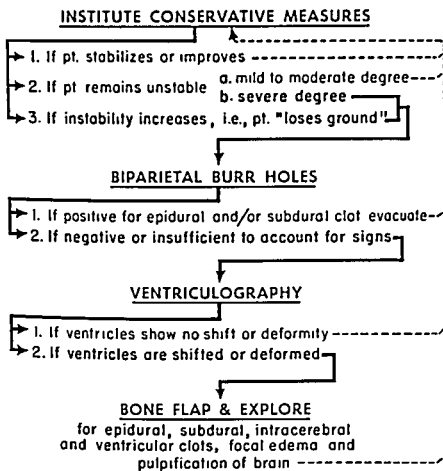 INSTITUTE CONSERVATIVE MEASURES
1. If pt. stabilizes or improves
2. If pt remains unstable a. mild to moderate degree
b. severe degree
3. If instability increases, i.e., pt. "loses ground"
BIPARIETAL BURR HOLES
1. If positive for epidural and/or subdural clot evacuate
2. If negative or insufficient to account for signs
VENTRICULOGRAPHY
1. If ventricles show no shift or deformity
2. If ventricles are shifted or deformed
BONE FLAP & EXPLORE
for epidural, subdural, intracerebral
and ventricular clots, focal edema and
pulpification of brain